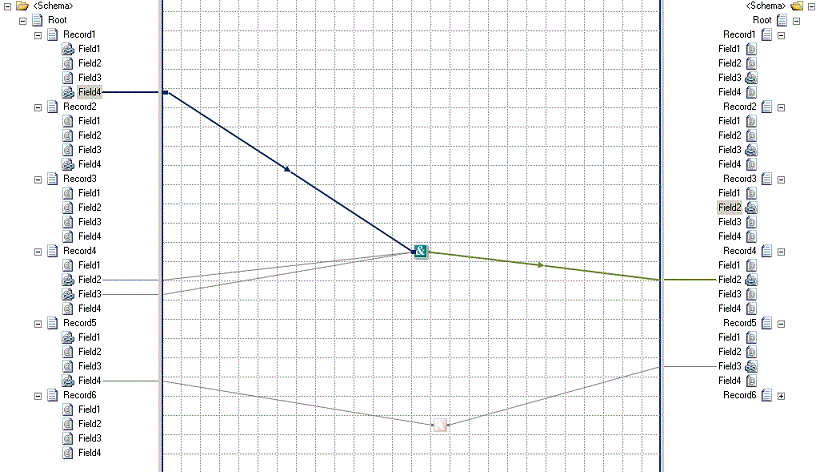 <Schema>
Root
Record1
Field1
Field2
Field3
Field4
Record2
Field1
Field2
Field3
Field4
Record3
Field1
Field2
Field3
Field4
Record4
Field1
Field2
Field3
Field4
Record5
Field1
Field2
Field3
Field4
Record6
Field1
Field2
Field3
Field4
&
<Schema>
Root
Record1
Field1
Field2
Field3
Field4
Record2
Field1
Field2
Field3
Field4
Record3
Field1
Field2
Field3
Field4
Record4
Field1
Field2
Field3
Field4
Record5
Field1
Field2
Field3
Field4
Record6